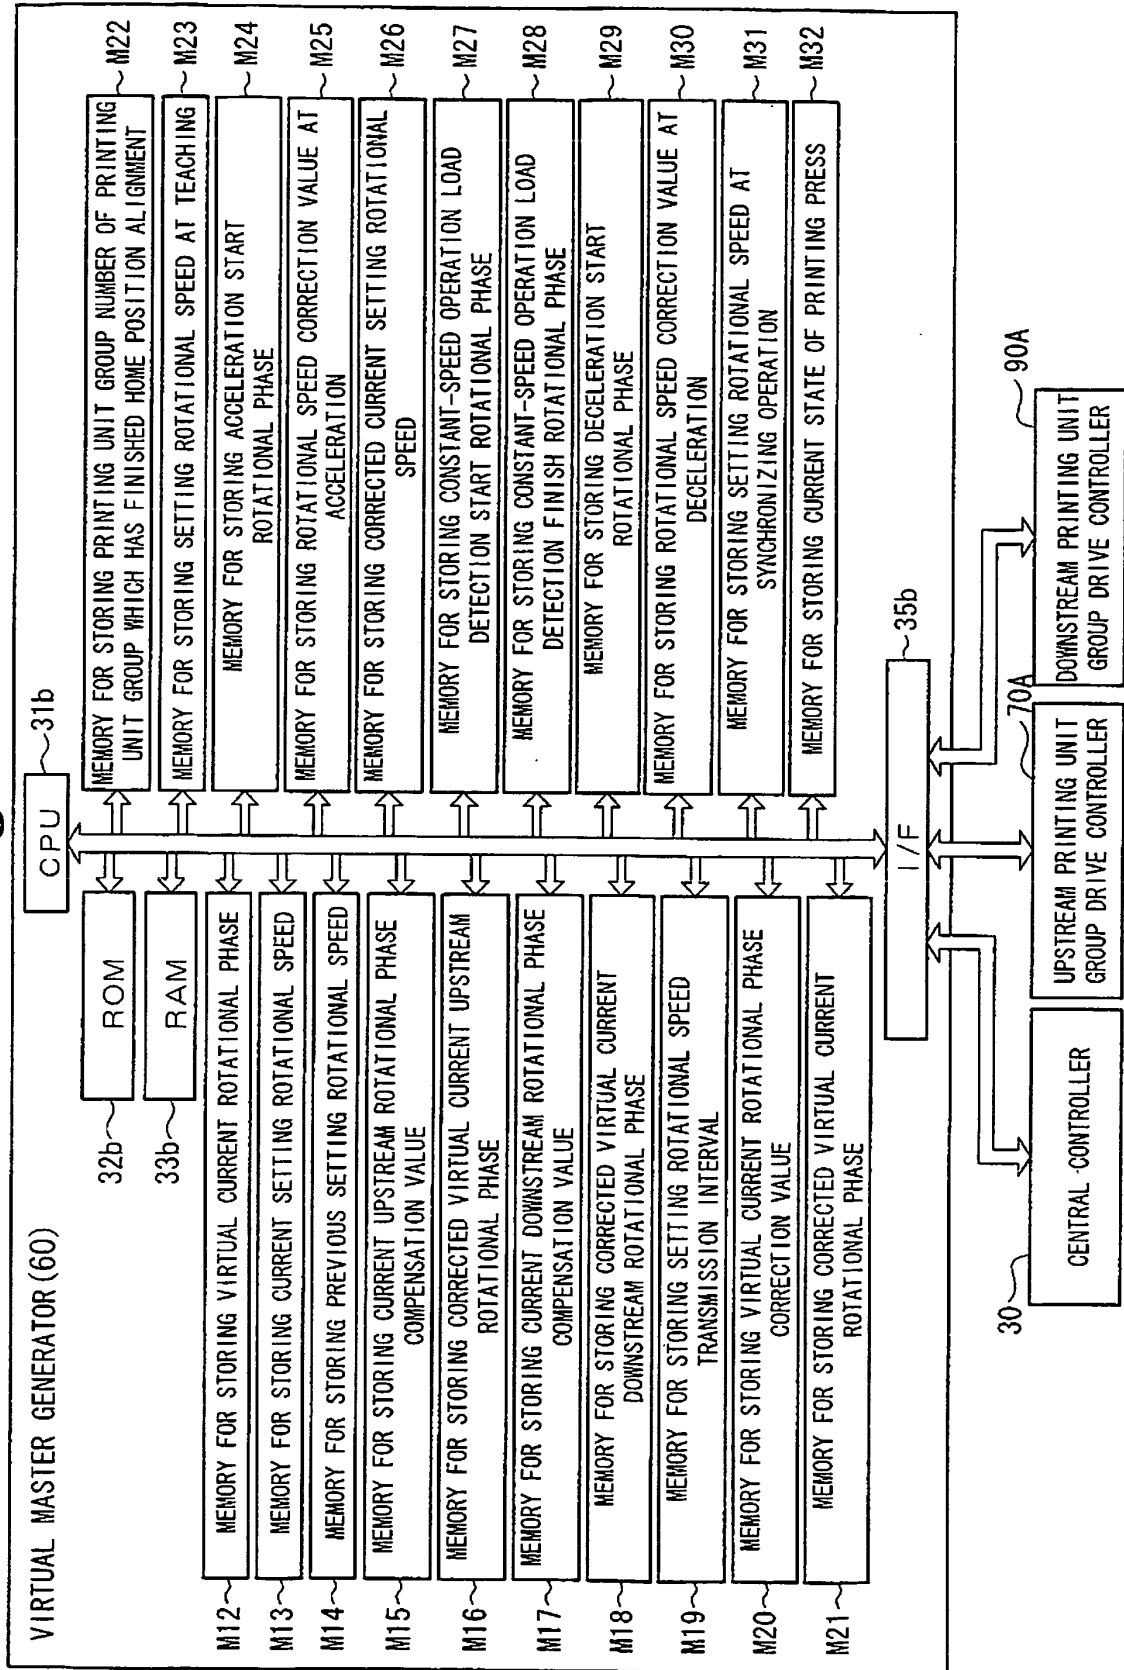 VIRTUAL MASTER GENERATOR(60)
CPU
31b
ROM
32b
RAM
33b
M12
MEMORY FOR STORING VIRTUAL CURRENT ROTATIONAL PHASE
M13
MEMORY FOR STORING CURRENT SETTING ROTATIONAL SPEED
M14
MEMORY FOR STORING PREVIOUS SETTING ROTATIONAL SPEED
M15
MEMORY FOR STORING CURRENT UPSTREAM ROTATIONAL PHASE
COMPENSATION VALUE
M16
MEMORY FOR STORING CORRECTED VIRTUAL CURRENT UPSTREAM
ROTATIONAL PHASE
M17
MEMORY FOR STORING CURRENT DOWNSTREAM ROTATIONAL PHASE
COMPENSATION VALUE
M18
MEMORY FOR STORING CORRECTED VIRTUAL CURRENT
DOWNSTREAM ROTATIONAL PHASE
M19
MEMORY FOR STORING SETTING ROTATIONAL SPEED
TRANSMISSION INTERVAL
M20
MEMORY FOR STORING VIRTUAL CURRENT ROTATIONAL PHASE
CORRECTION VALUE
M21
MEMORY FOR STORING CORRECTED VIRTUAL CURRENT
ROTATIONAL PHASE
MEMORY FOR STORING PRINTING UNIT GROUP NUMBER OF PRINTING
UNIT GROUP WHICH HAS FINISHED HOME POSITION ALIGNMENT
M22
MEMORY FOR STORING SETTING ROTATIONAL SPEED AT TEACHING
M23
MEMORY FOR STORING ACCELERATION START
ROTATIONAL PHASE
M24
MEMORY FOR STORING ROTATIONAL SPEED CORRECTION VALUE AT
ACCELERATION
M25
MEMORY FOR STORING CORRECTED CURRENT SETTING ROTATIONAL
SPEED
M26
MEMORY FOR STORING CONSTANT-SPEED OPERATION LOAD
DETECTION START ROTATIONAL PHASE
M27
MEMORY FOR STORING CONSTANT-SPEED OPERATION LOAD
DETECTION FINISH ROTATIONAL PHASE
M28
MEMORY FOR STORING DECELERATION START
ROTATIONAL PHASE
M29
MEMORY FOR STORING ROTATIONAL SPEED CORRECTION VALUE AT
DECELERATION
M30
MEMORY FOR STORING SETTING ROTATIONAL SPEED AT
SYNCHRONIZING OPERATION
M31
MEMORY FOR STORING CURRENT STATE OF PRINTING PRESS
M32
I/F
35b
30
CENTRAL CONTROLLER
70A
UPSTREAM PRINTING UNIT
GROUP DRIVE CONTROLLER
90A
DOWNSTREAM PRINTING UNIT
GROUP DRIVE CONTROLLER